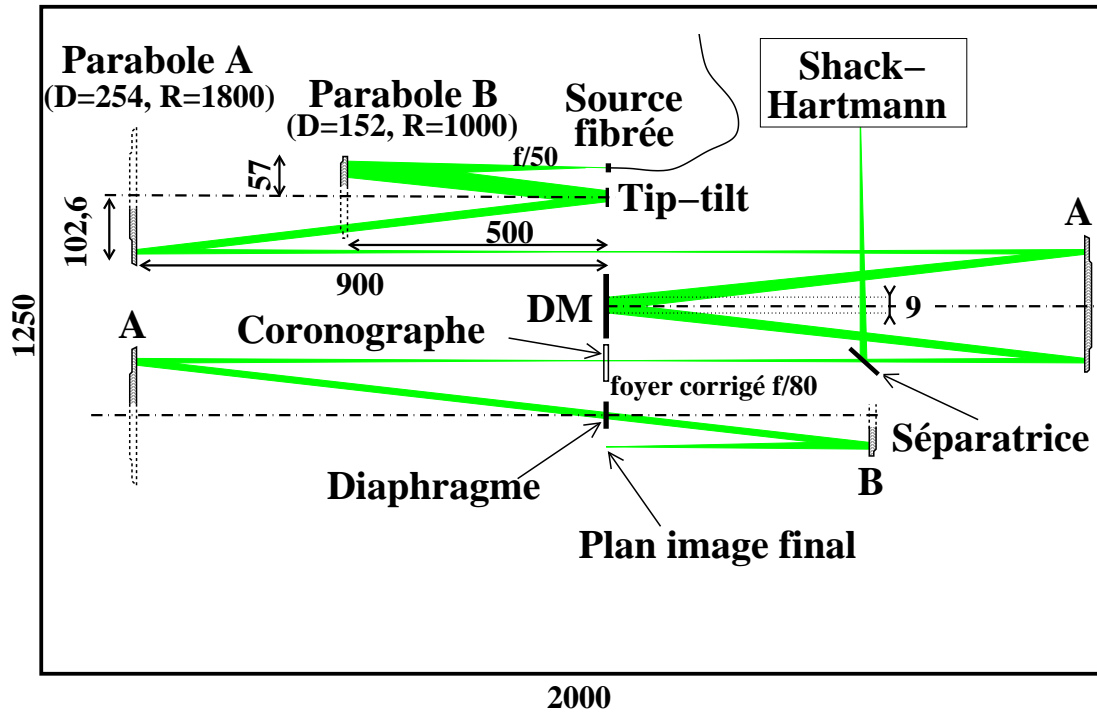 Parabole A
(D=254, R=1800)
Parabole B
(D=152, R=1000)
Source
fibrée
Shack–
Hartmann
f/50
57
Tip–tilt
102,6
500
900
A
DM
9
1250
A
Coronographe
foyer corrigé f/80
Séparatrice
Diaphragme
B
Plan image final
2000